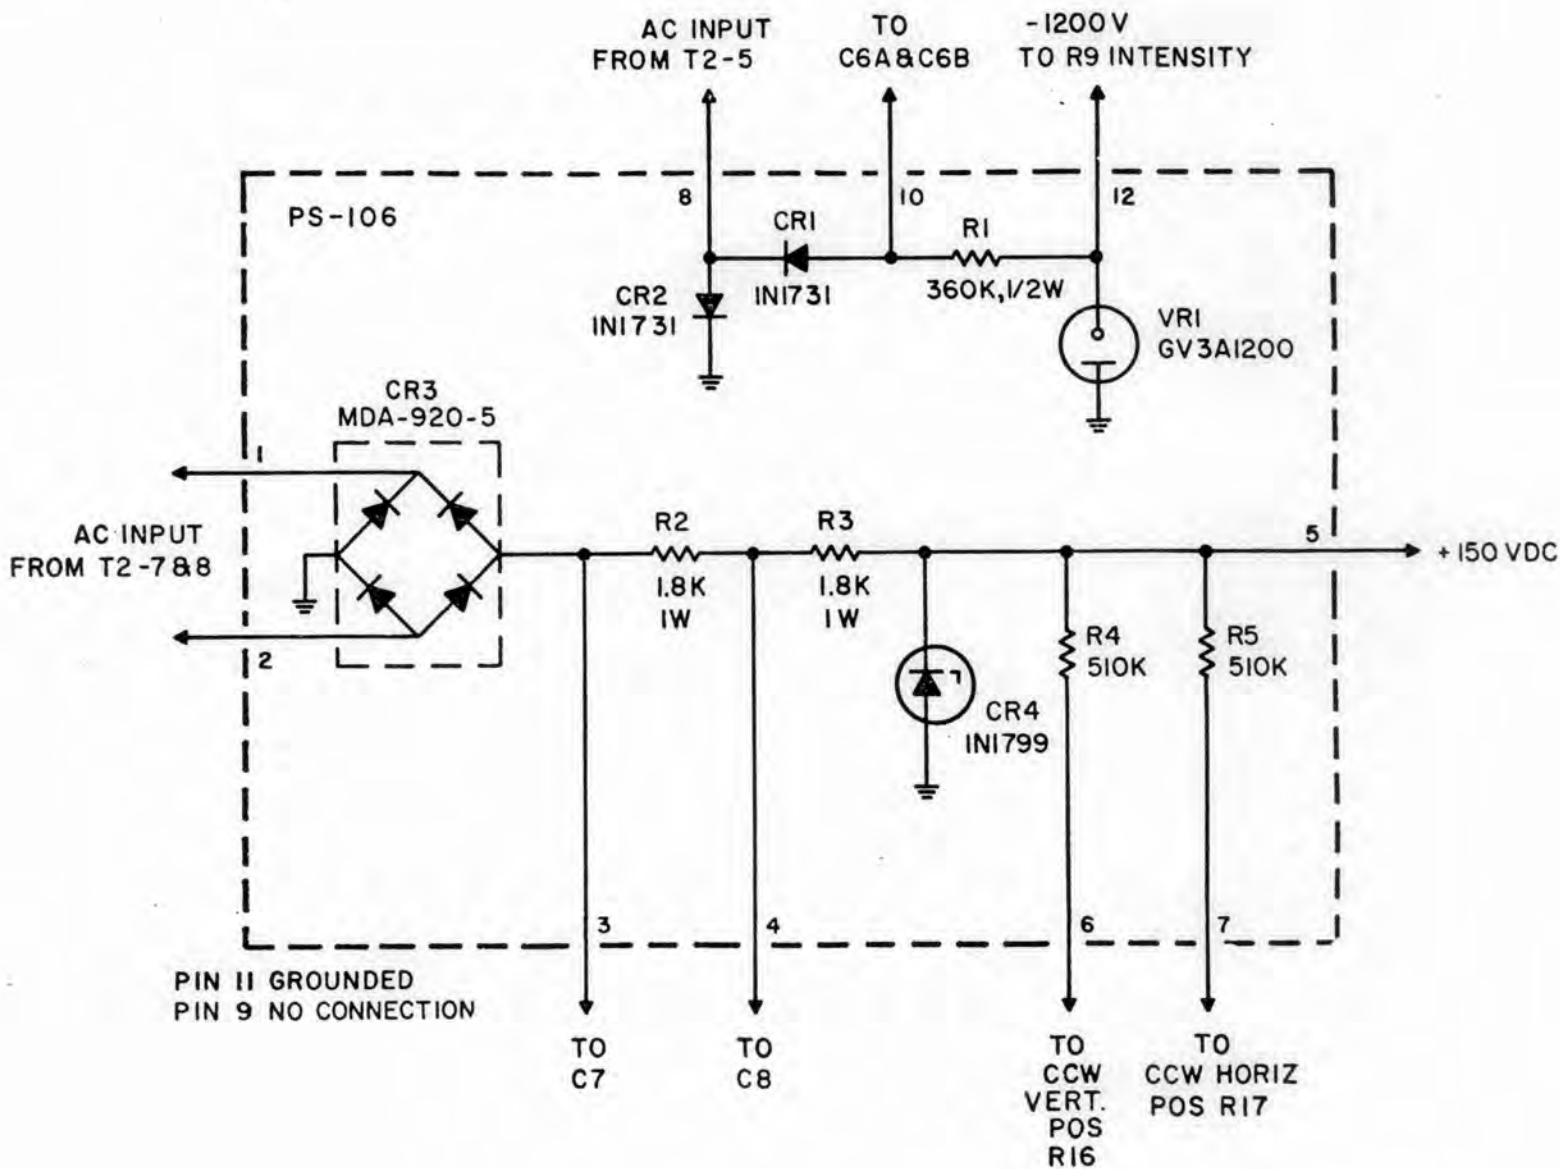 AC INPUT
FROM T2-5
TO
C6A&C6B
-1200V
TO R9 INTENSITY
8
10
12
PS-106
CR1
IN1731
R1
360K,1/2W
CR2
IN1731
VR1
GV3A1200
CR3
MDA-920-5
1
AC INPUT
FROM T2-7&8
2
R2
1.8K
1W
R3
1.8K
1W
5
+150 VDC
R4
510K
R5
510K
CR4
IN1799
3
4
6
7
PIN 11 GROUNDED
PIN 9 NO CONNECTION
TO
C7
TO
C8
TO
CCW
VERT.
POS
R16
TO
CCW HORIZ
POS R17